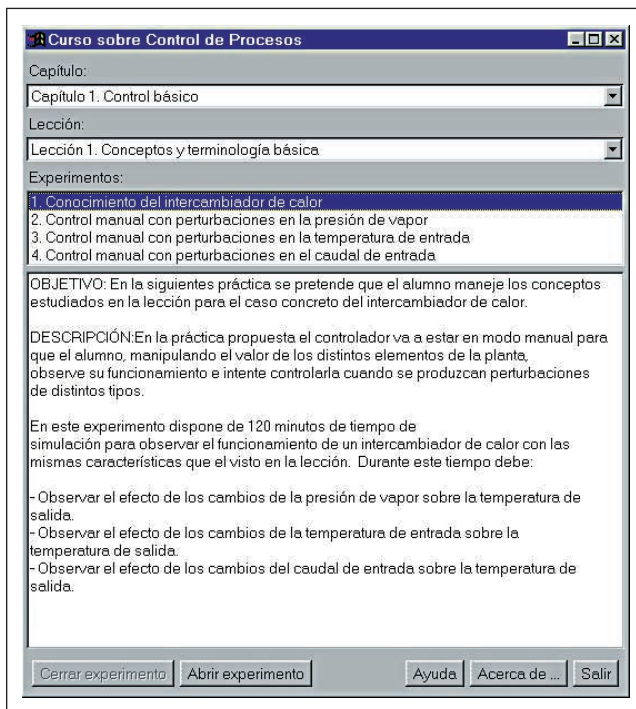 Curso sobre Control de Procesos
Capítulo:
Capítulo 1. Control básico
Lección:
Lección 1. Conceptos y terminología básica
Experimentos:
1. Conocimiento del intercambiador de calor
2. Control manual con perturbaciones en la presión de vapor
3. Control manual con perturbaciones en la temperatura de entrada
4. Control manual con perturbaciones en el caudal de entrada
OBJETIVO: En la siguientes práctica se pretende que el alumno maneje los conceptos
estudiados en la lección para el caso concreto del intercambiador de calor.
DESCRIPCIÓN:En la práctica propuesta el controlador va a estar en modo manual para
que el alumno, manipulando el valor de los distintos elementos de la planta,
observe su funcionamiento e intente controlarla cuando se produzcan perturbaciones
de distintos tipos.
En este experimento dispone de 120 minutos de tiempo de
simulación para observar el funcionamiento de un intercambiador de calor con las
mismas características que el visto en la lección. Durante este tiempo debe:
- Observar el efecto de los cambios de la presión de vapor sobre la temperatura de
salida.
- Observar el efecto de los cambios de la temperatura de entrada sobre la
temperatura de salida.
- Observar el efecto de los cambios del caudal de entrada sobre la temperatura de
salida.
Cerrar experimento Abrir experimento Ayuda Acerca de ... Salir